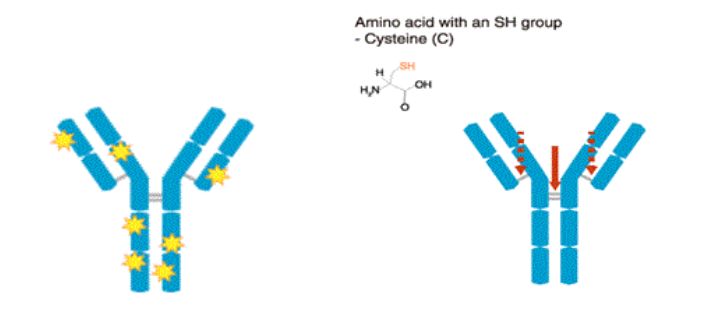 Amino acid with an SH group
- Cysteine (C)
SH
H
H₂N
OH
O